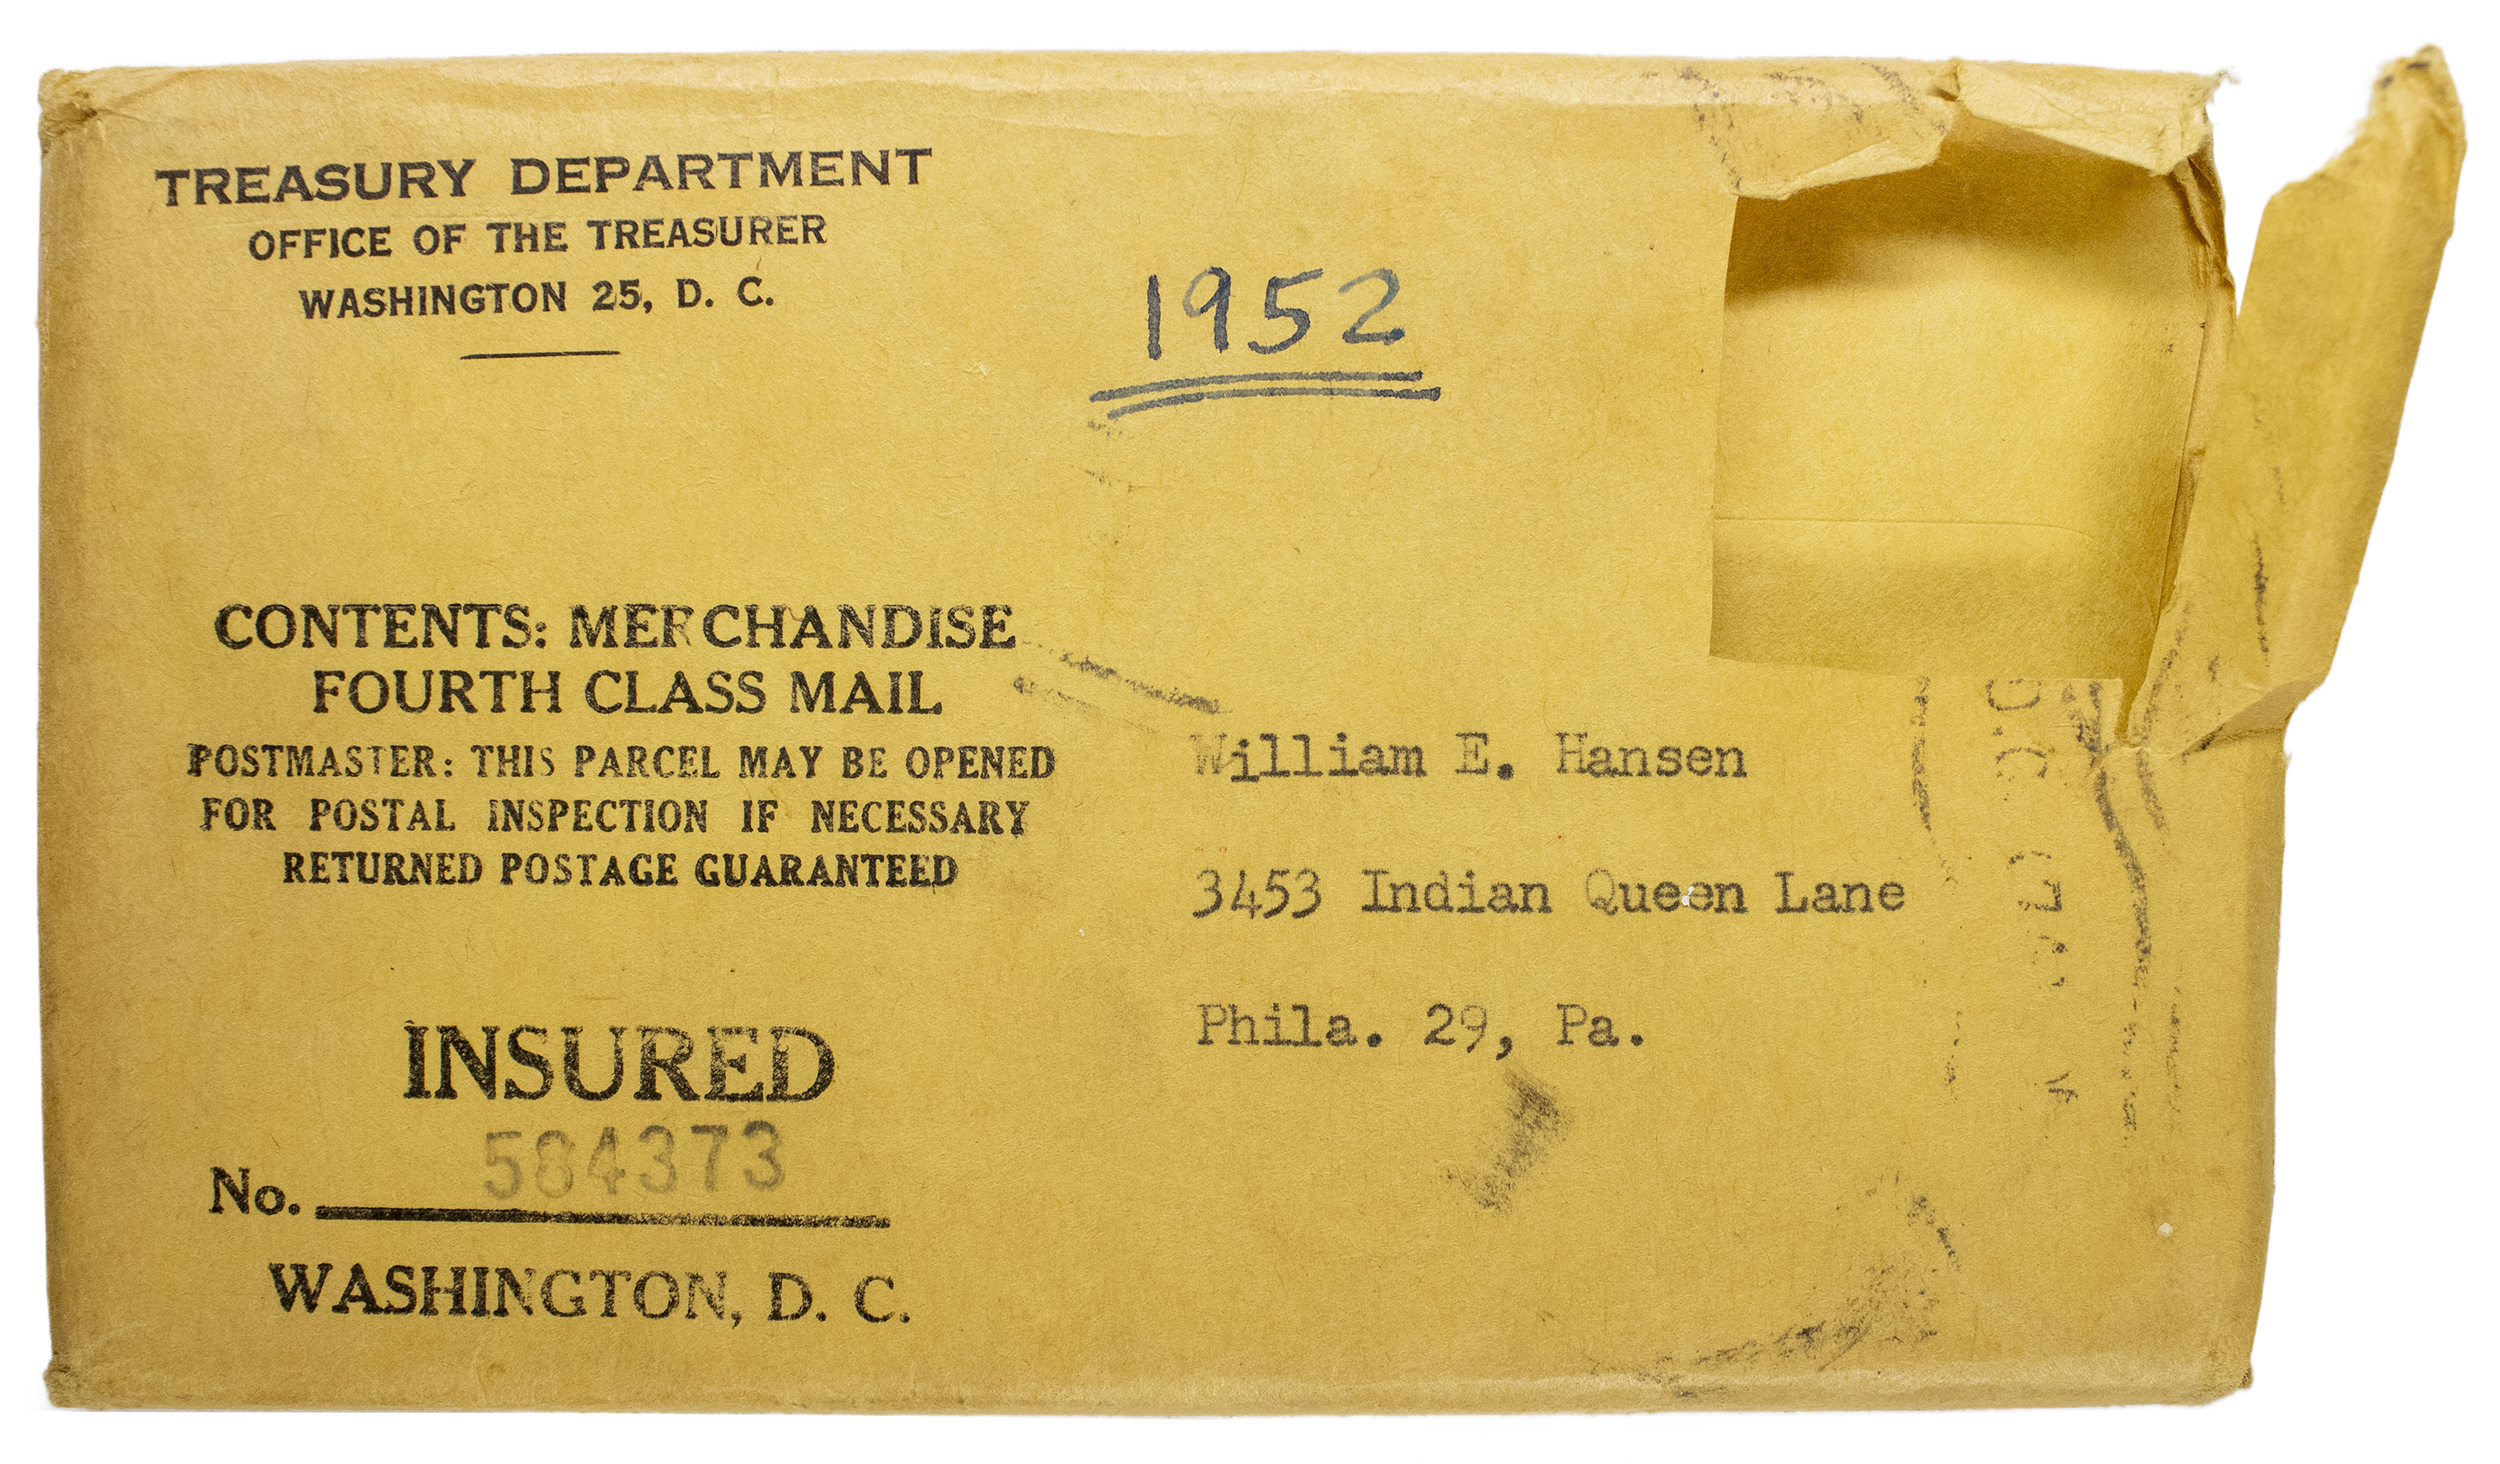 TREASURY DEPARTMENT
OFFICE OF THE TREASURER
WASHINGTON 25, D. C.
1952
CONTENTS: MERCHANDISE
FOURTH CLASS MAIL
POSTMASTER: THIS PARCEL MAY BE OPENED
FOR POSTAL INSPECTION IF NECESSARY
RETURNED POSTAGE GUARANTEED
William E. Hansen
3453 Indian Queen Lane
Phila. 29, Pa.
INSURED
No. 584373
WASHINGTON, D. C.